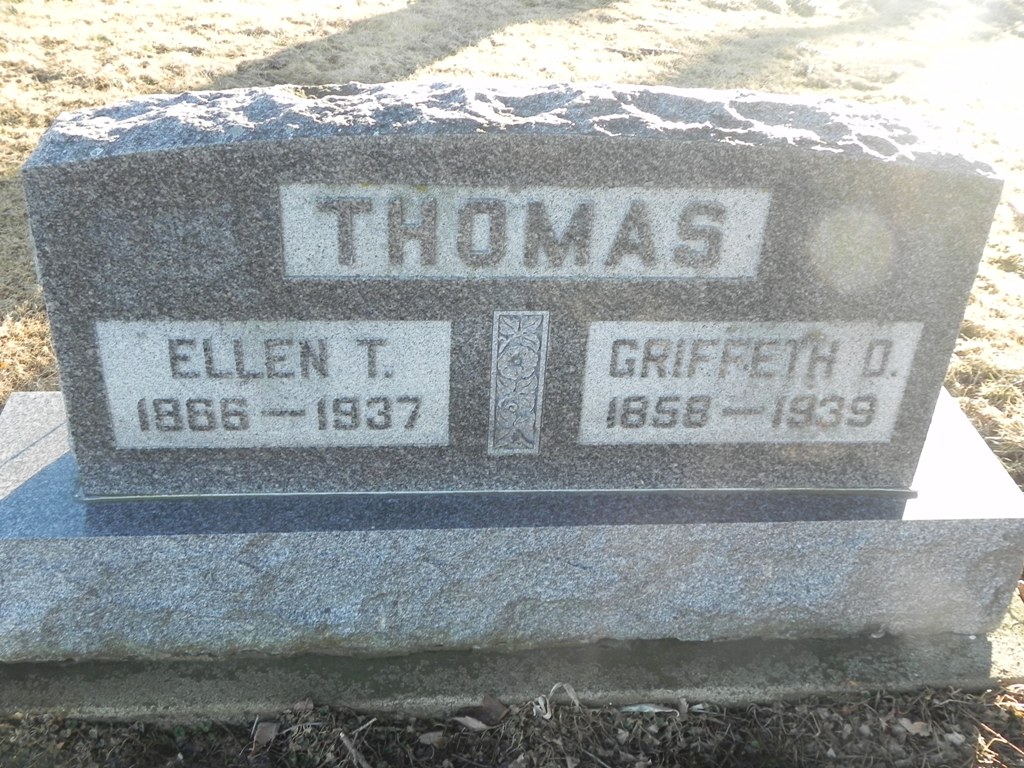 THOMAS
ELLEN T.
1866–1937
GRIFFETH D.
1858–1939